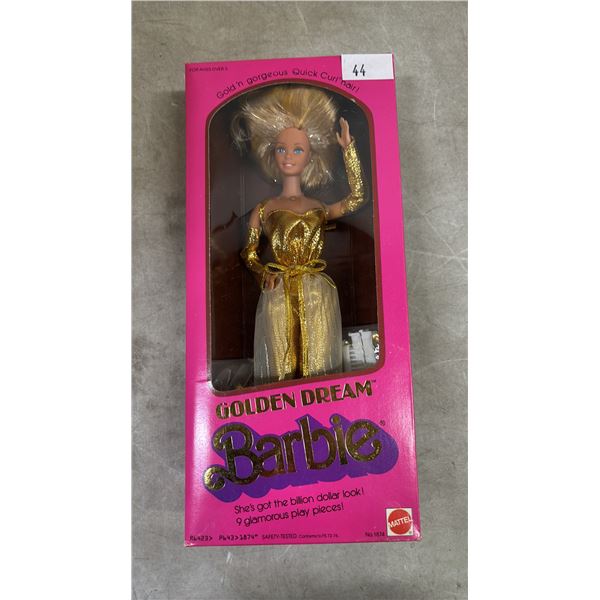 FOR AGES OVER 3
44
Gold 'n gorgeous Quick Curl® hair!
GOLDEN DREAM™
Barbie®
She's got the billion dollar look!
9 glamorous play pieces!
MATTEL
SAFETY-TESTED
No. 1874